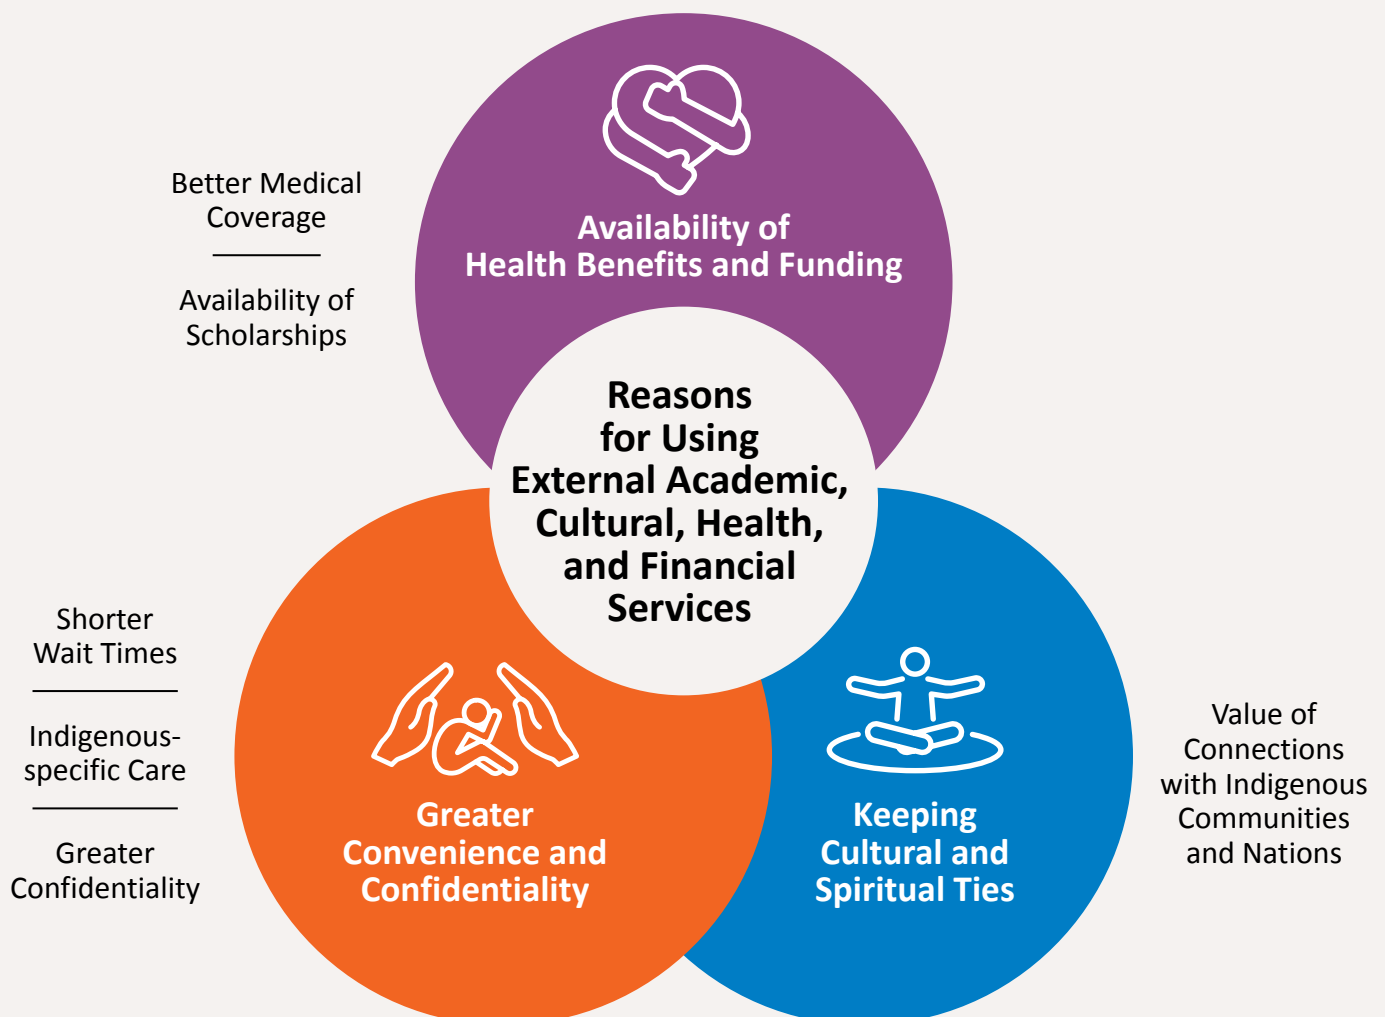 Better Medical
Coverage
Availability of
Scholarships
Availability of
Health Benefits and Funding
Reasons
for Using
External Academic,
Cultural, Health,
and Financial
Services
Shorter
Wait Times
Indigenous-
specific Care
Greater
Confidentiality
Greater
Convenience and
Confidentiality
Keeping
Cultural and
Spiritual Ties
Value of
Connections
with Indigenous
Communities
and Nations